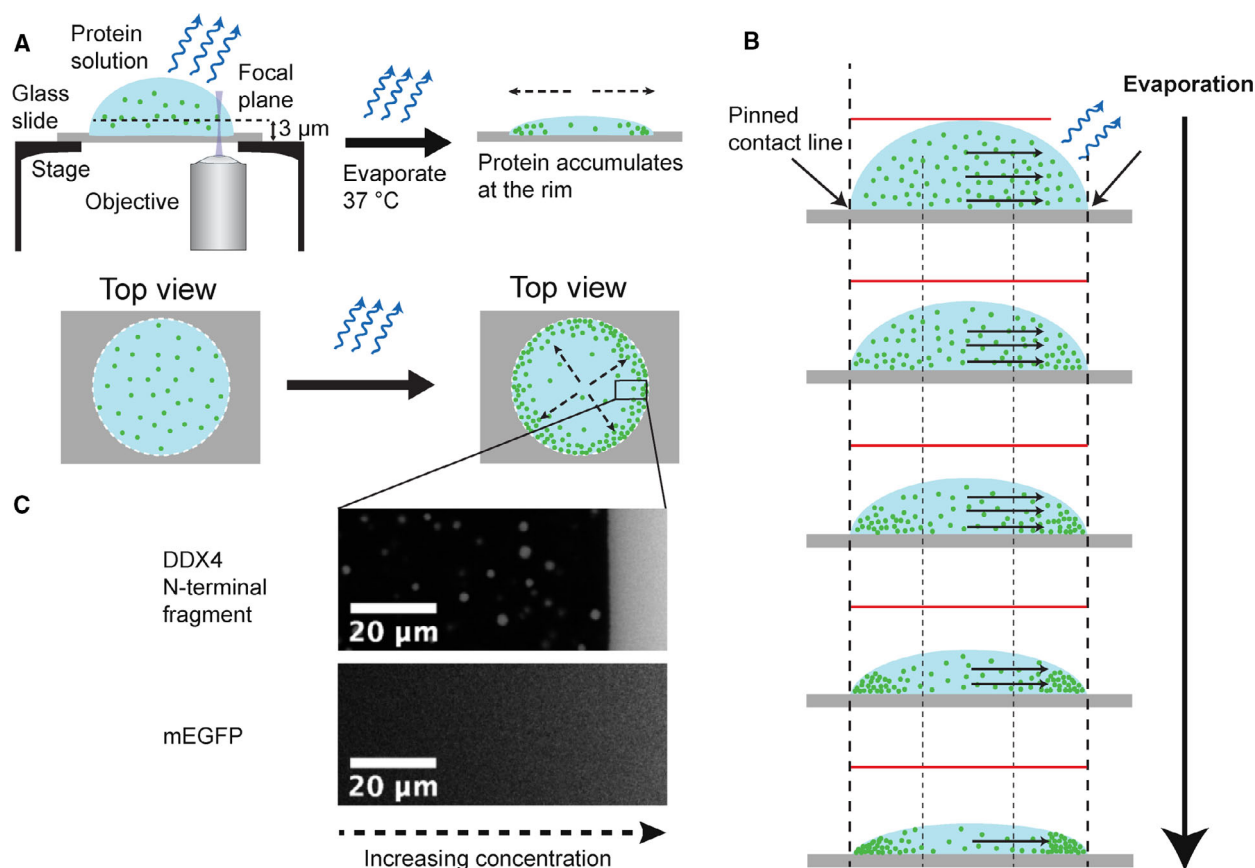 A
Protein
solution
Glass
slide
Focal
plane
3 μm
Stage
Objective
Evaporate
37 °C
Protein accumulates
at the rim
Top view
Top view
C
DDX4
N-terminal
fragment
20 μm
mEGFP
20 μm
Increasing concentration
B
Evaporation
Pinned
contact line